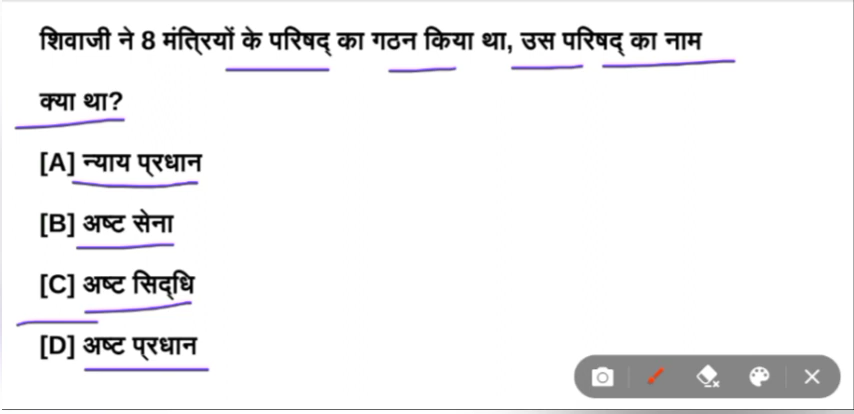 शिवाजी ने 8 मंत्रियों के परिषद् का गठन किया था, उस परिषद् का नाम
क्या था?
[A] न्याय प्रधान
[B] अष्ट सेना
[C] अष्ट सिद्धि
[D] अष्ट प्रधान